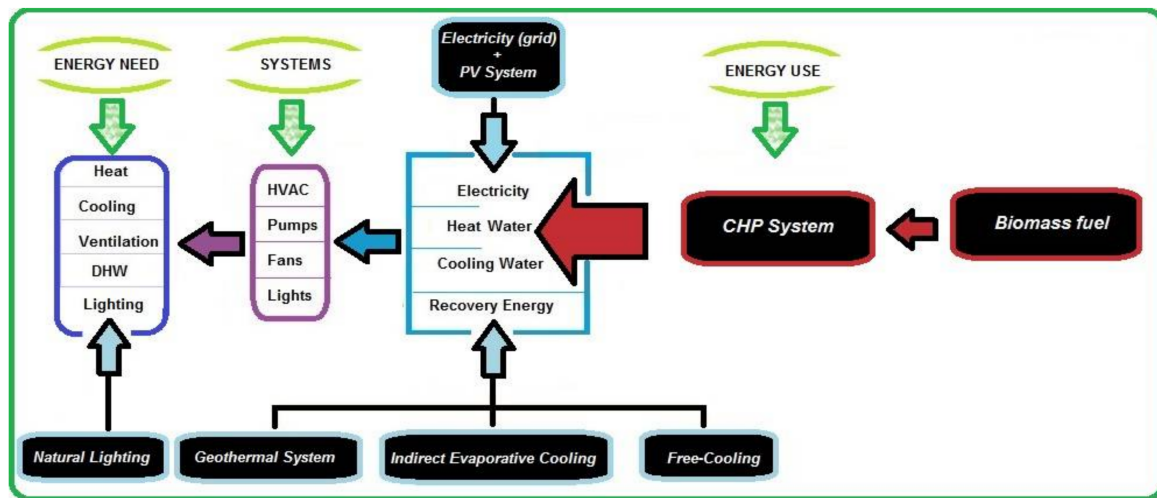 ENERGY NEED
SYSTEMS
Electricity (grid)
+
PV System
ENERGY USE
Heat
Cooling
Ventilation
DHW
Lighting
HVAC
Pumps
Fans
Lights
Electricity
Heat Water
Cooling Water
Recovery Energy
CHP System
Biomass fuel
Natural Lighting
Geothermal System
Indirect Evaporative Cooling
Free-Cooling